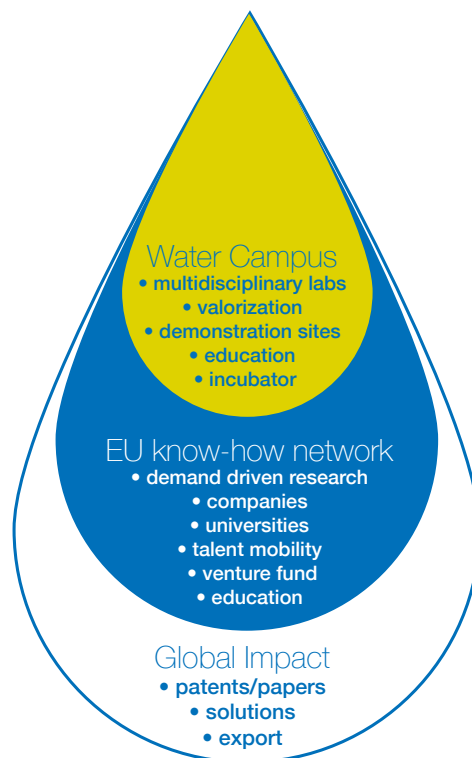 Water Campus
• multidisciplinary labs
• valorization
• demonstration sites
• education
• incubator
EU know-how network
• demand driven research
• companies
• universities
• talent mobility
• venture fund
• education
Global Impact
• patents/papers
• solutions
• export